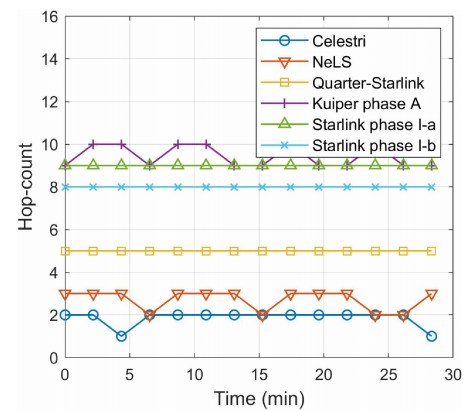 16
14
12
10
8
6
4
2
0
Hop-count
Celestri
NeLS
Quarter-Starlink
Kuiper phase A
Starlink phase I-a
Starlink phase I-b
0 5 10 15 20 25 30
Time (min)